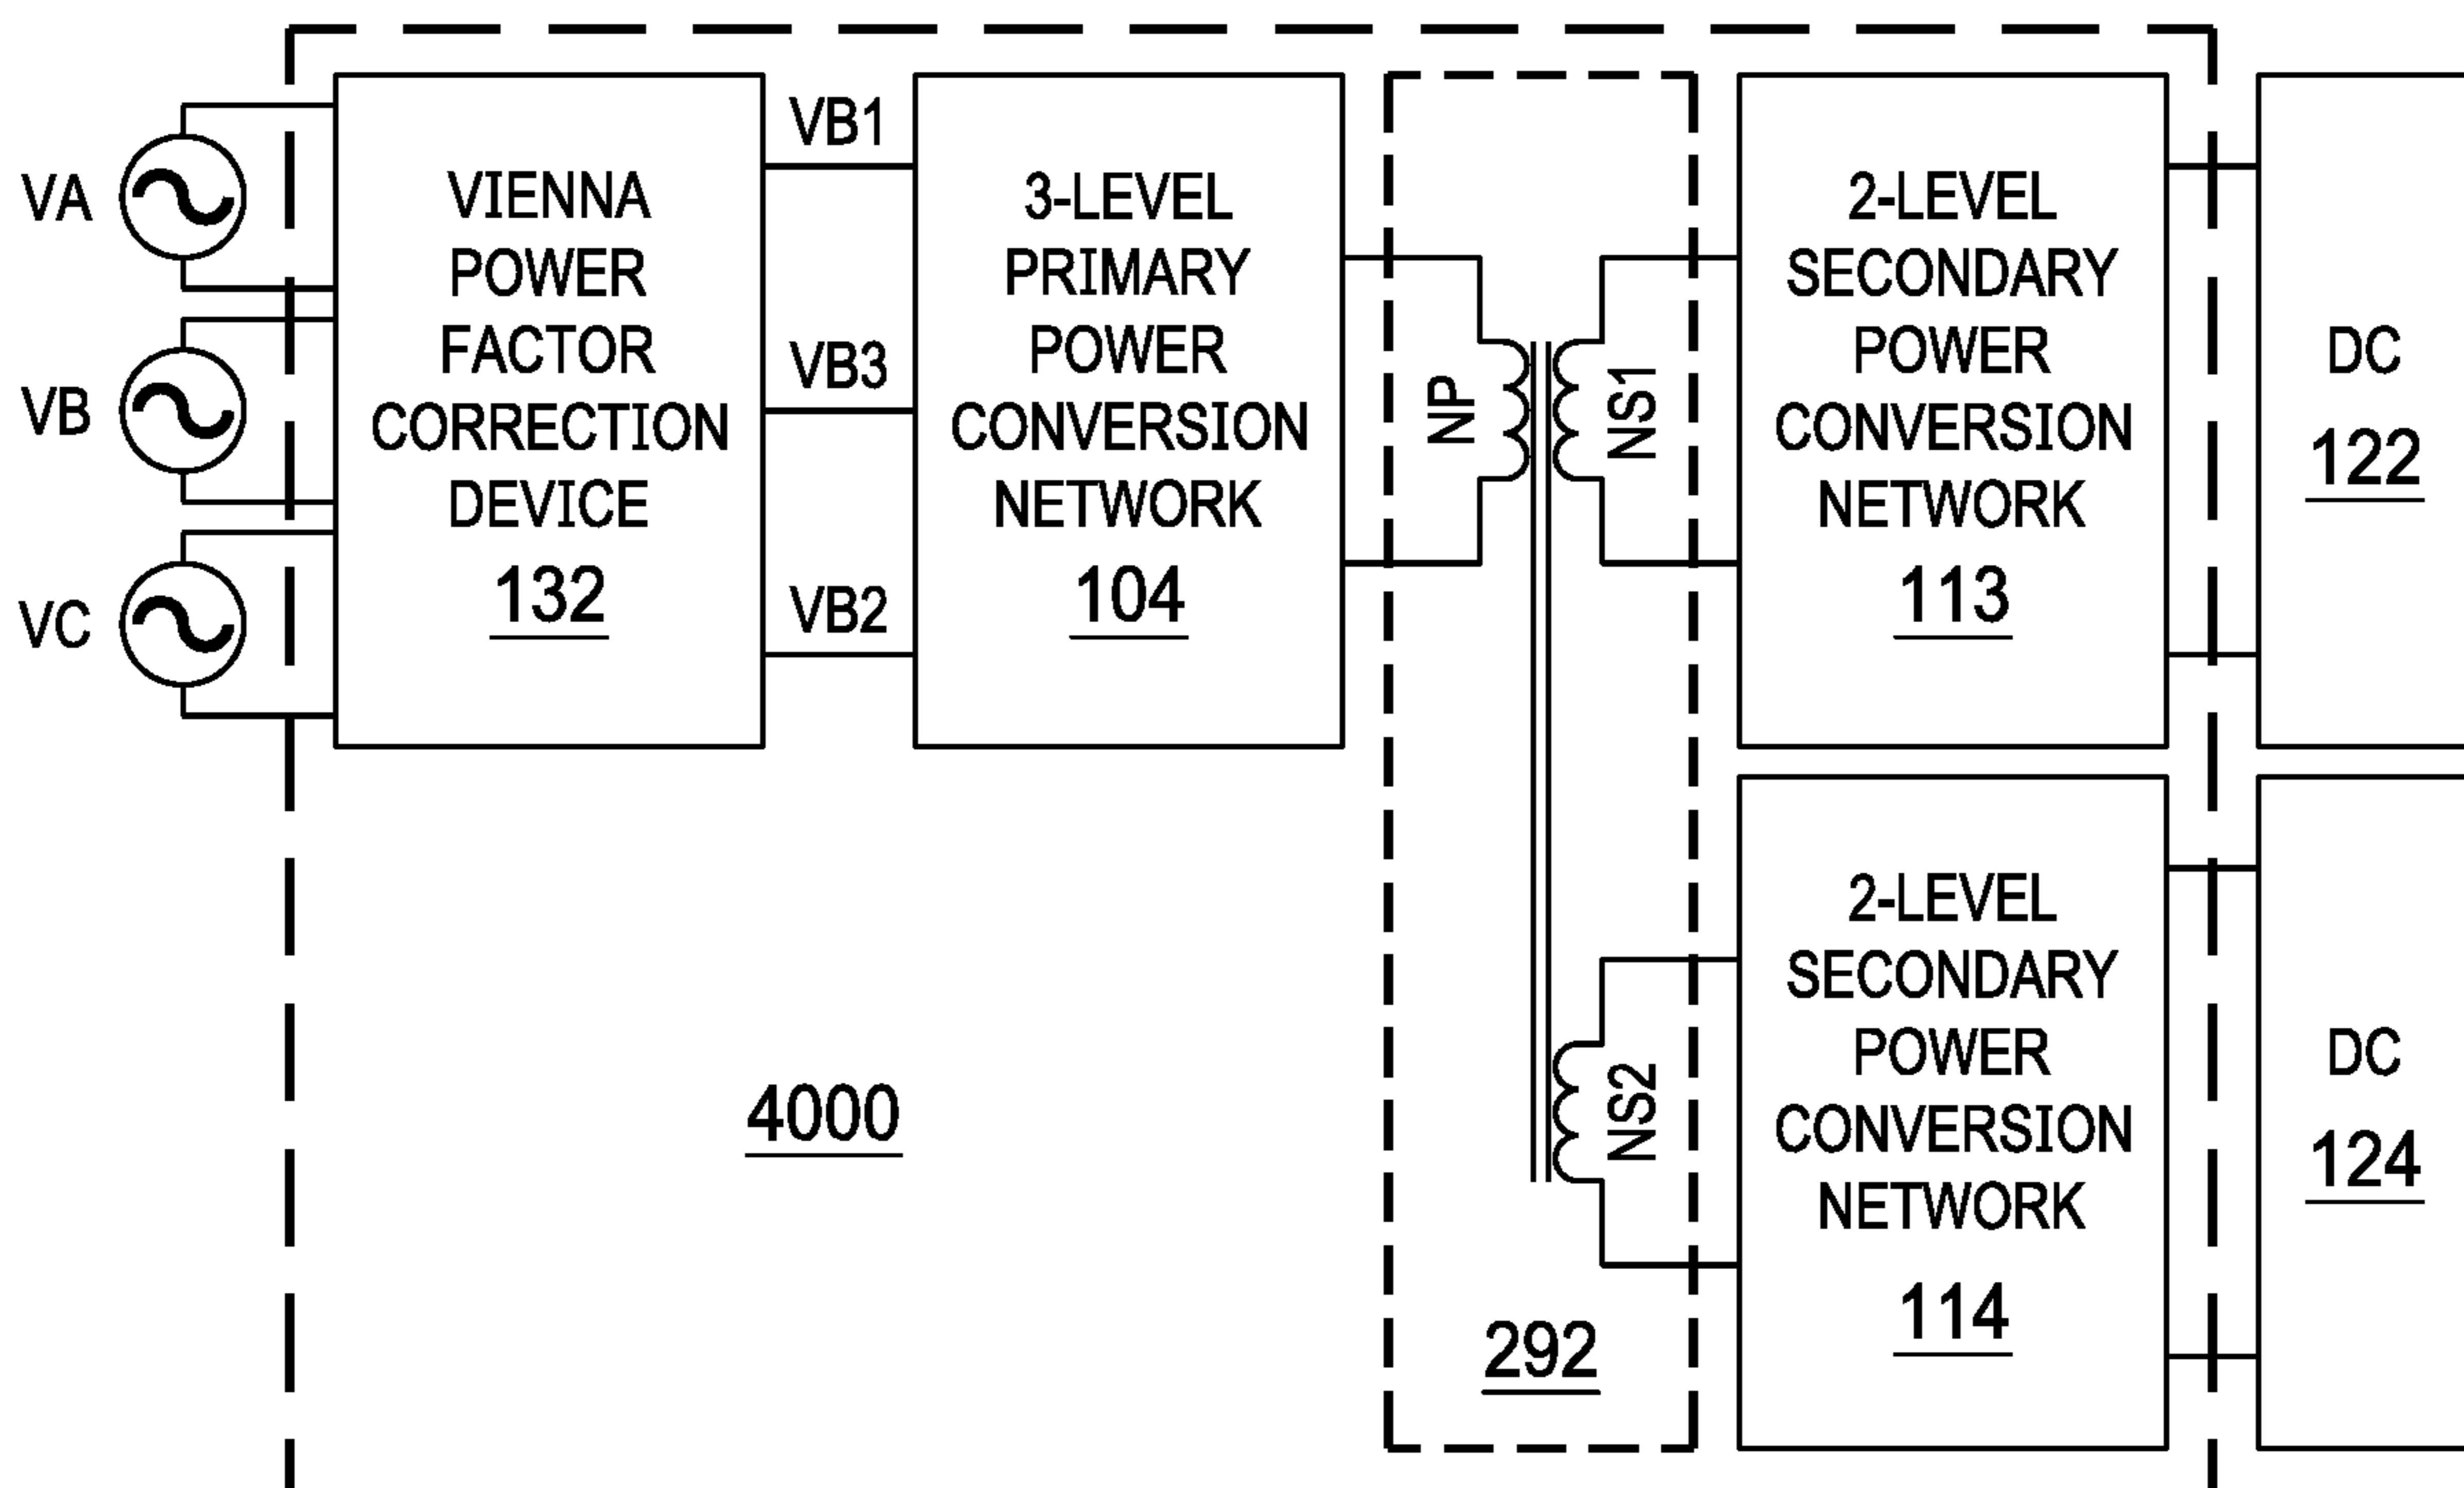 VA
VB
VC
VIENNA
POWER
FACTOR
CORRECTION
DEVICE
132
VB1
VB3
VB2
3-LEVEL
PRIMARY
POWER
CONVERSION
NETWORK
104
NP
NS1
NS2
292
2-LEVEL
SECONDARY
POWER
CONVERSION
NETWORK
113
DC
122
2-LEVEL
SECONDARY
POWER
CONVERSION
NETWORK
114
DC
124
4000